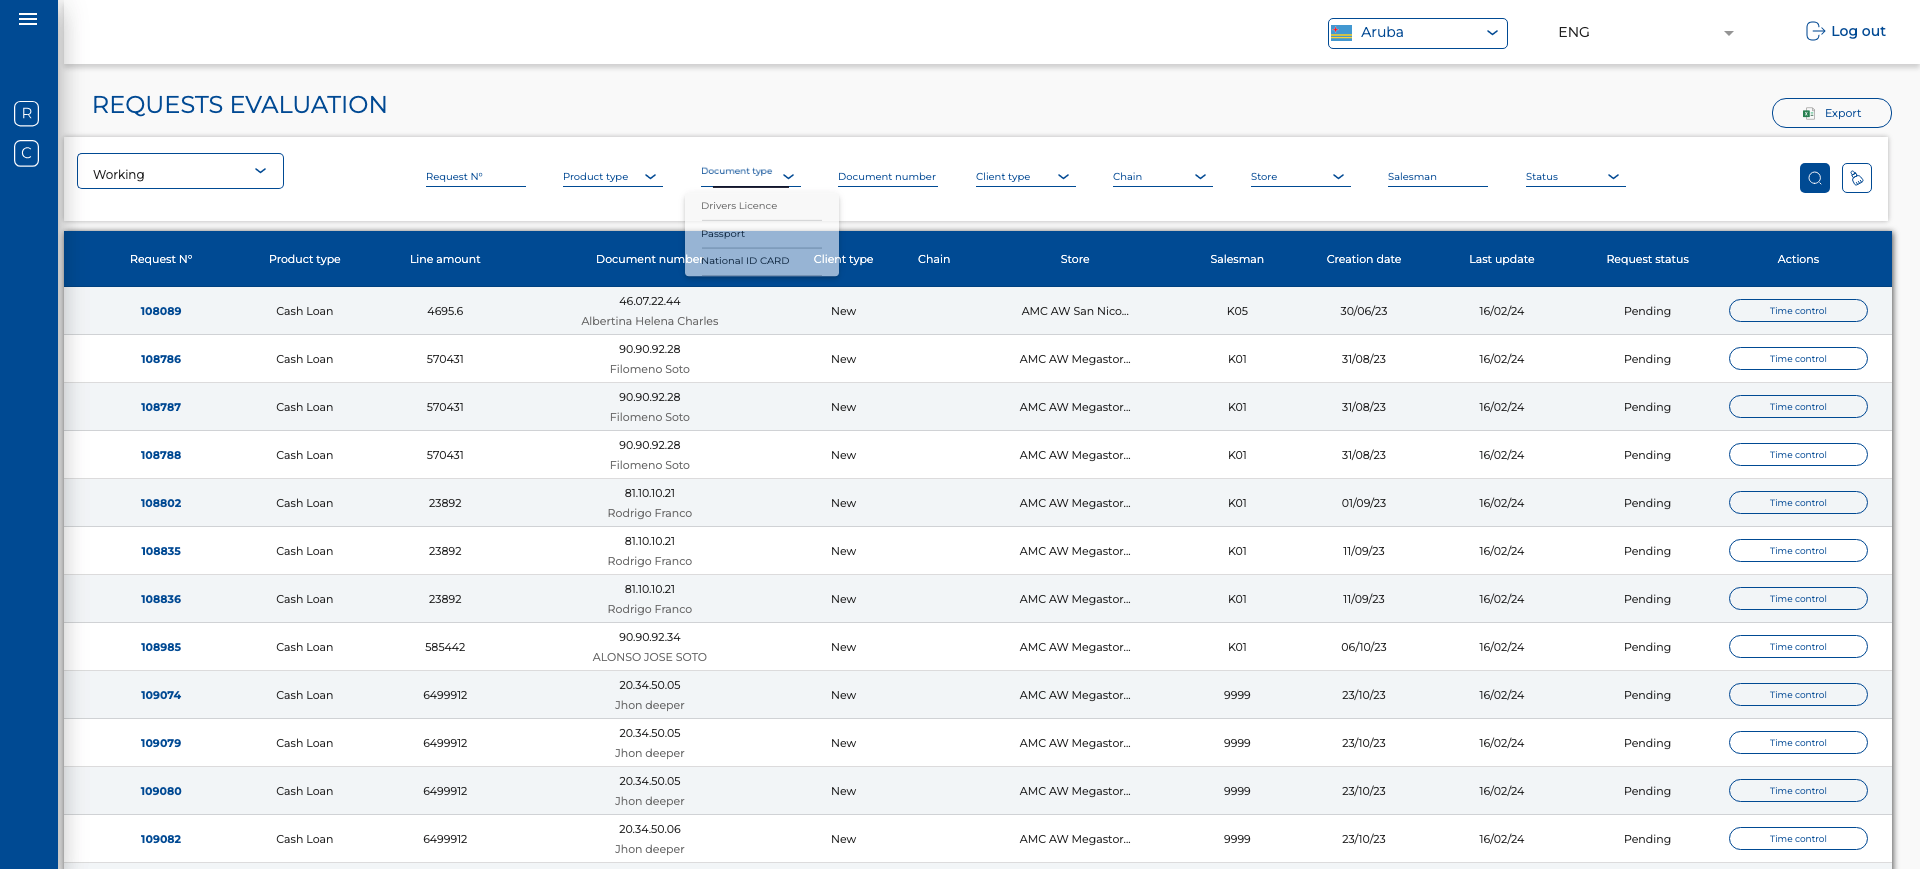 Aruba
ENG
Log out
R
C
REQUESTS EVALUATION
Export
Working
Request N°
Product type
Document type
Document number
Client type
Chain
Store
Salesman
Status
Drivers Licence
Passport
National ID CARD
Request N° Product type Line amount Document number Client type Chain Store Salesman Creation date Last update Request status Actions
108089 Cash Loan 4695.6 46.07.22.44 New AMC AW San Nico... K05 30/06/23 16/02/24 Pending Time control
Albertina Helena Charles
108786 Cash Loan 570431 90.90.92.28 New AMC AW Megastor... K01 31/08/23 16/02/24 Pending Time control
Filomeno Soto
108787 Cash Loan 570431 90.90.92.28 New AMC AW Megastor... K01 31/08/23 16/02/24 Pending Time control
Filomeno Soto
108788 Cash Loan 570431 90.90.92.28 New AMC AW Megastor... K01 31/08/23 16/02/24 Pending Time control
Filomeno Soto
108802 Cash Loan 23892 81.10.10.21 New AMC AW Megastor... K01 01/09/23 16/02/24 Pending Time control
Rodrigo Franco
108835 Cash Loan 23892 81.10.10.21 New AMC AW Megastor... K01 11/09/23 16/02/24 Pending Time control
Rodrigo Franco
108836 Cash Loan 23892 81.10.10.21 New AMC AW Megastor... K01 11/09/23 16/02/24 Pending Time control
Rodrigo Franco
108985 Cash Loan 585442 90.90.92.34 New AMC AW Megastor... K01 06/10/23 16/02/24 Pending Time control
ALONSO JOSE SOTO
109074 Cash Loan 6499912 20.34.50.05 New AMC AW Megastor... 9999 23/10/23 16/02/24 Pending Time control
Jhon deeper
109079 Cash Loan 6499912 20.34.50.05 New AMC AW Megastor... 9999 23/10/23 16/02/24 Pending Time control
Jhon deeper
109080 Cash Loan 6499912 20.34.50.05 New AMC AW Megastor... 9999 23/10/23 16/02/24 Pending Time control
Jhon deeper
109082 Cash Loan 6499912 20.34.50.06 New AMC AW Megastor... 9999 23/10/23 16/02/24 Pending Time control
Jhon deeper